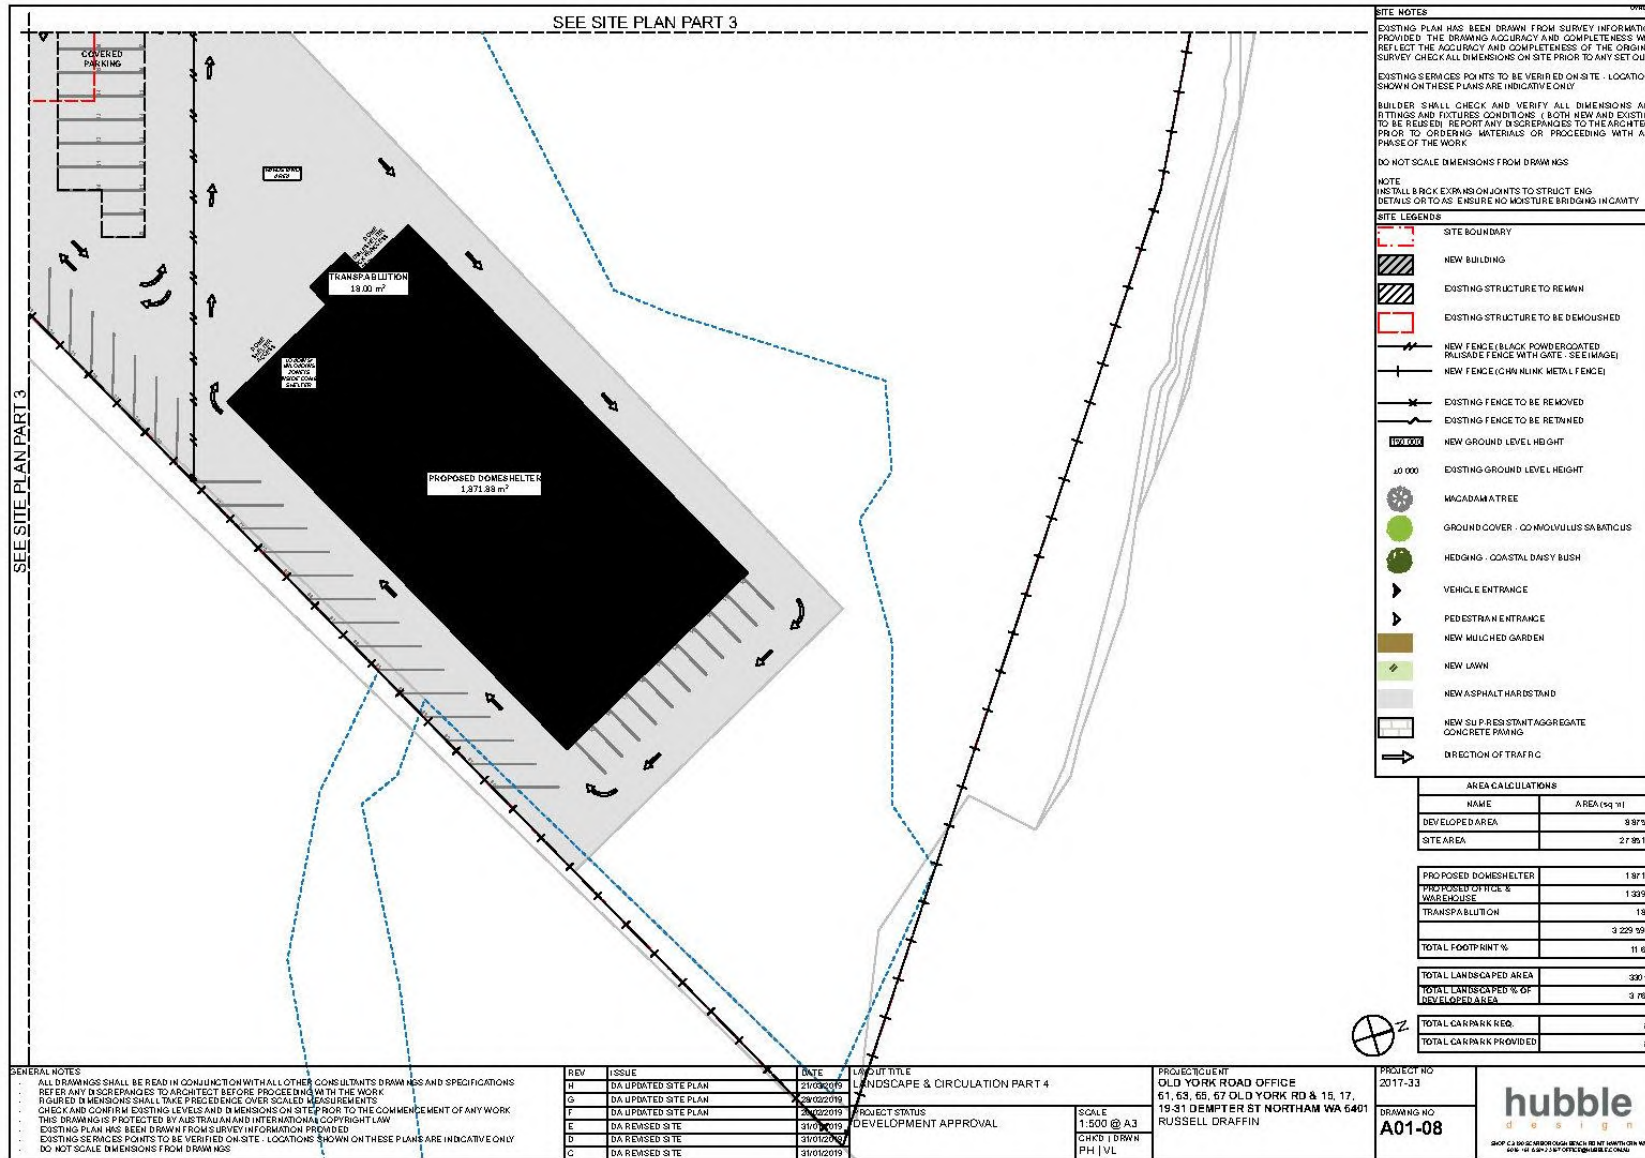 SEE SITE PLAN PART 3
SEE SITE PLAN PART 3
COVERED
PARKING
TRANSPABLUTION
18.00 m²
DOME
SHELTER
ACCESS
PROPOSED DOMESHELTER
1,871.88 m²
SITE NOTES
EXISTING PLAN HAS BEEN DRAWN FROM SURVEY
PROVIDED THE DRAWING ACCURACY AND COMPLETENESS
REFLECT THE ACCURACY AND COMPLETENESS OF THE
SURVEY CHECK ALL DIMENSIONS ON SITE PRIOR TO ANY SET
EXISTING SERVICES POINTS TO BE VERIFIED ON SITE -
SHOWN ON THESE PLANS ARE INDICATIVE ONLY
BUILDER SHALL CHECK AND VERIFY ALL DIMENSIONS
FITTINGS AND FIXTURES CONDITIONS ( BOTH NEW AND
TO BE REUSED) REPORT ANY DISCREPANCIES TO THE
PRIOR TO ORDERING MATERIALS OR PROCEEDING WITH
PHASE OF THE WORK
DO NOT SCALE DIMENSIONS FROM DRAWINGS
NOTE
INSTALL BRICK EXPANSION JOINTS TO STRUCT ENG
DETAILS OR TO AS ENSURE NO MOISTURE BRIDGING IN CAVITY
SITE LEGENDS
SITE BOUNDARY
NEW BUILDING
EXISTING STRUCTURE TO REMAIN
EXISTING STRUCTURE TO BE DEMOLISHED
NEW FENCE (BLACK POWDERCOATED
PALISADE FENCE WITH GATE - SEE IMAGE)
NEW FENCE (CHAINLINK METAL FENCE)
EXISTING FENCE TO BE REMOVED
EXISTING FENCE TO BE RETAINED
NEW GROUND LEVEL HEIGHT
±0 000 EXISTING GROUND LEVEL HEIGHT
MACADAMIA TREE
GROUND COVER - CONVOLVULUS SABATICUS
HEDGING - COASTAL DAISY BUSH
VEHICLE ENTRANCE
PEDESTRIAN ENTRANCE
NEW MULCHED GARDEN
NEW LAWN
NEW ASPHALT HARDSTAND
NEW SLIP-RESISTANT AGGREGATE
CONCRETE PAVING
DIRECTION OF TRAFFIC
AREA CALCULATIONS
NAME AREA (sq m)
DEVELOPED AREA
SITE AREA
PROPOSED DOMESHELTER
PROPOSED OFFICE &
WAREHOUSE
TRANSPABLUTION
TOTAL FOOTPRINT %
TOTAL LANDSCAPED AREA
TOTAL LANDSCAPED % OF
DEVELOPED AREA
TOTAL CARPARK REQ.
TOTAL CARPARK PROVIDED
Z
GENERAL NOTES
ALL DRAWINGS SHALL BE READ IN CONJUNCTION WITH ALL OTHER CONSULTANTS DRAWINGS AND SPECIFICATIONS
REFER ANY DISCREPANCIES TO ARCHITECT BEFORE PROCEEDING WITH THE WORK
FIGURED DIMENSIONS SHALL TAKE PRECEDENCE OVER SCALED MEASUREMENTS
CHECK AND CONFIRM EXISTING LEVELS AND DIMENSIONS ON SITE PRIOR TO THE COMMENCEMENT OF ANY WORK
THIS DRAWING IS PROTECTED BY AUSTRALIAN AND INTERNATIONAL COPYRIGHT LAW
EXISTING PLAN HAS BEEN DRAWN FROM SURVEY INFORMATION PROVIDED
EXISTING SERVICES POINTS TO BE VERIFIED ON-SITE - LOCATIONS SHOWN ON THESE PLANS ARE INDICATIVE ONLY
DO NOT SCALE DIMENSIONS FROM DRAWINGS
REV ISSUE DATE
H DA UPDATED SITE PLAN 21/03/2019
G DA UPDATED SITE PLAN
F DA UPDATED SITE PLAN
E DA REVISED SITE 31/01/2019
D DA REVISED SITE 31/01/2019
C DA REVISED SITE 31/01/2019
LAYOUT TITLE
LANDSCAPE & CIRCULATION PART 4
PROJECT STATUS
DEVELOPMENT APPROVAL
SCALE
1:500 @ A3
CHK'D | DRWN
PH | VL
PROJECT/CLIENT
OLD YORK ROAD OFFICE
61, 63, 65, 67 OLD YORK RD & 15, 17,
19-31 DEMPTER ST NORTHAM WA 6401
RUSSELL DRAFFIN
PROJECT NO
2017-33
DRAWING NO
A01-08
hubble
design